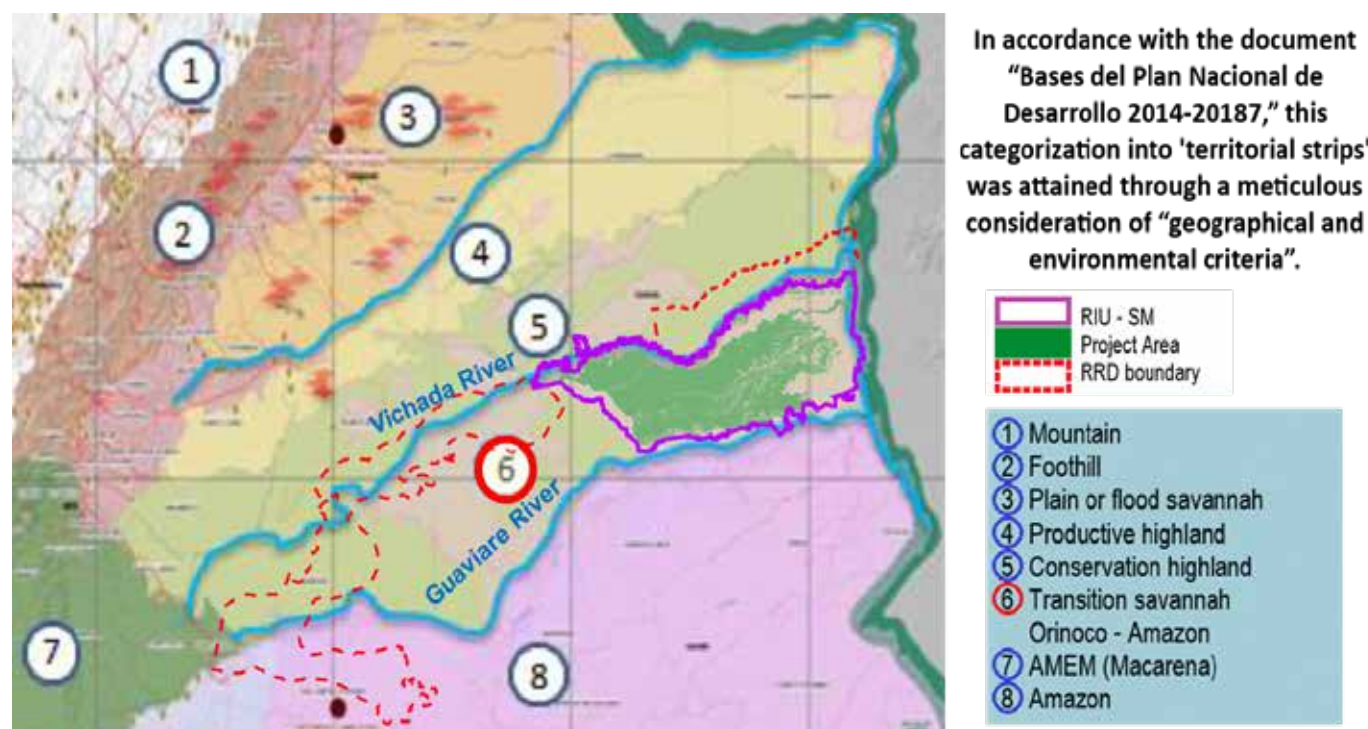 In accordance with the document
“Bases del Plan Nacional de
Desarrollo 2014-20187,” this
categorization into 'territorial strips'
was attained through a meticulous
consideration of “geographical and
environmental criteria”.
RIU - SM
Project Area
RRD boundary
1 Mountain
2 Foothill
3 Plain or flood savannah
4 Productive highland
5 Conservation highland
6 Transition savannah
Orinoco - Amazon
7 AMEM (Macarena)
8 Amazon
1
2
3
4
5
Vichada River
6
Guaviare River
7
8